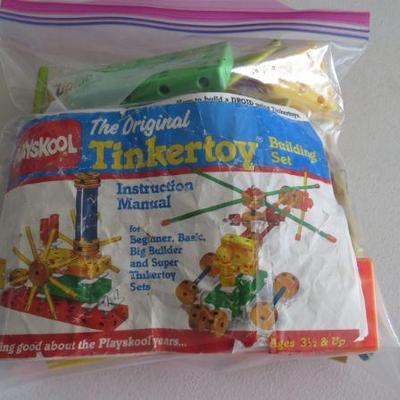 How to build a DROID using Tinkertoys.
PLAYSKOOL
The Original
Tinkertoy®
Building
Set
Instruction
Manual
for
Beginner, Basic,
Big Builder
and Super
Tinkertoy
Sets
ing good about the Playskool years...
Ages 3½ & Up